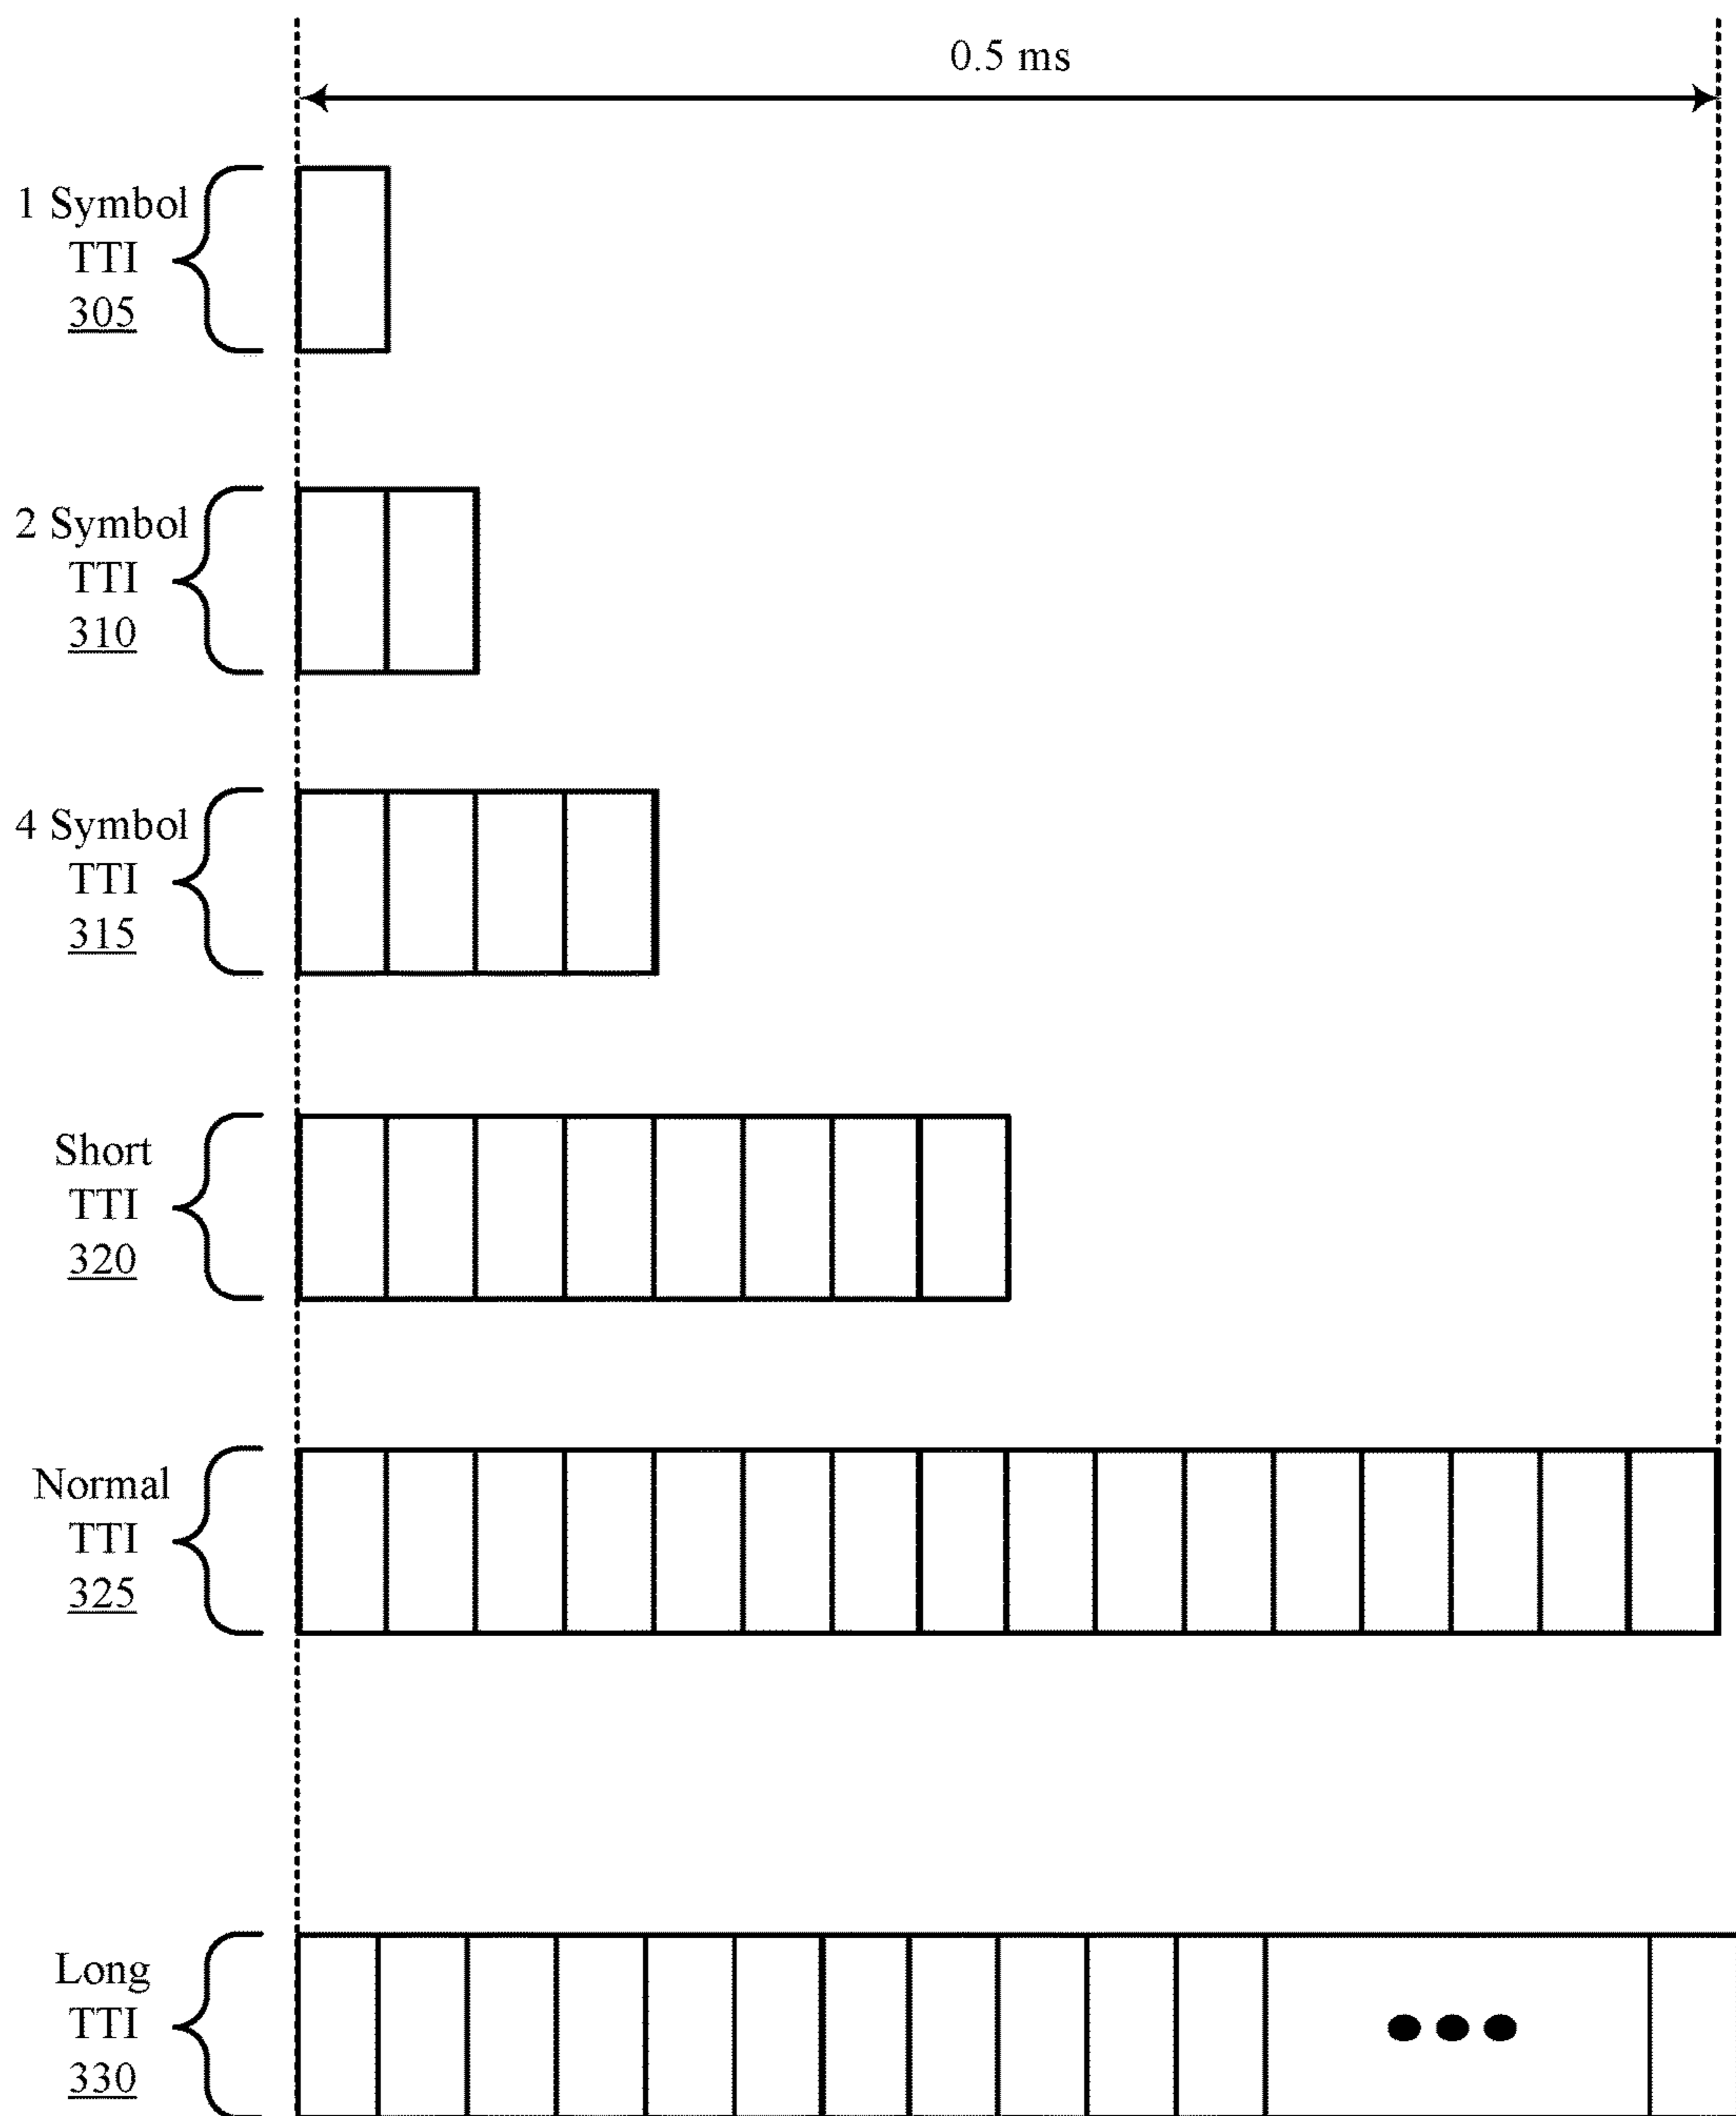 0.5 ms
1 Symbol
TTI
305
2 Symbol
TTI
310
4 Symbol
TTI
315
Short
TTI
320
Normal
TTI
325
Long
TTI
330